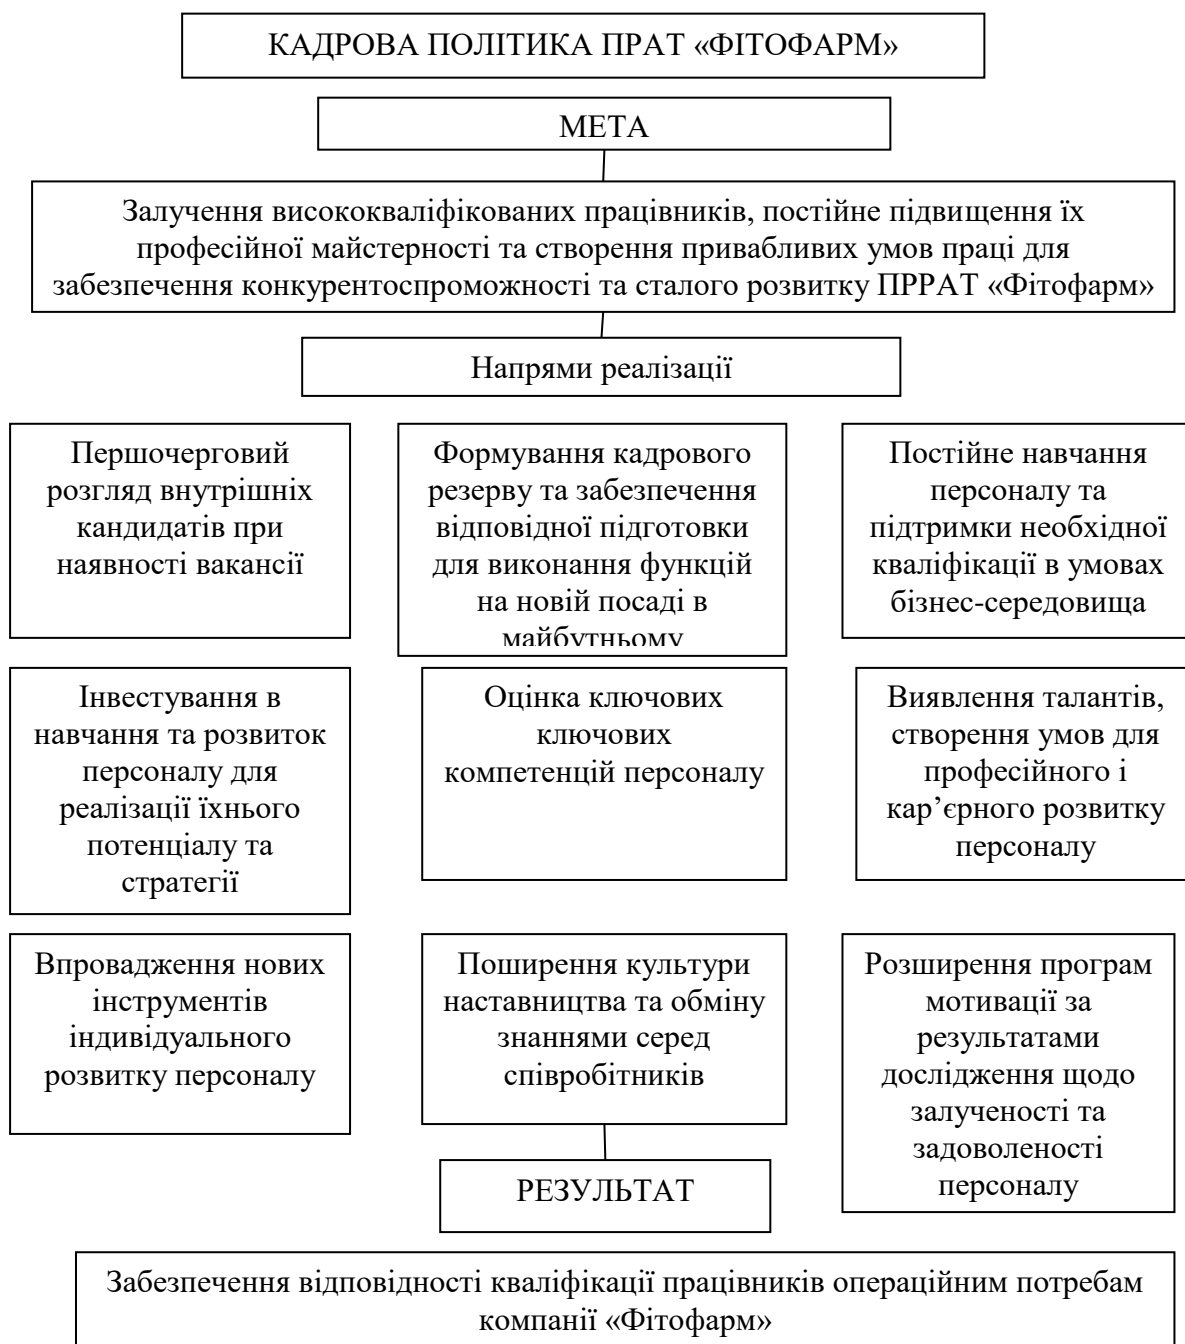 КАДРОВА ПОЛІТИКА ПРАТ «ФІТОФАРМ»
МЕТА
Залучення висококваліфікованих працівників, постійне підвищення їх
професійної майстерності та створення привабливих умов праці для
забезпечення конкурентоспроможності та сталого розвитку ПРРАТ «Фітофарм»
Напрями реалізації
Першочерговий
розгляд внутрішніх
кандидатів при
наявності вакансії
Формування кадрового
резерву та забезпечення
відповідної підготовки
для виконання функцій
на новій посаді в
майбутньому
Постійне навчання
персоналу та
підтримки необхідної
кваліфікації в умовах
бізнес-середовища
Інвестування в
навчання та розвиток
персоналу для
реалізації їхнього
потенціалу та
стратегії
Оцінка ключових
ключових
компетенцій персоналу
Виявлення талантів,
створення умов для
професійного і
кар’єрного розвитку
персоналу
Впровадження нових
інструментів
індивідуального
розвитку персоналу
Поширення культури
наставництва та обміну
знаннями серед
співробітників
Розширення програм
мотивації за
результатами
дослідження щодо
залученості та
задоволеності
персоналу
РЕЗУЛЬТАТ
Забезпечення відповідності кваліфікації працівників операційним потребам
компанії «Фітофарм»